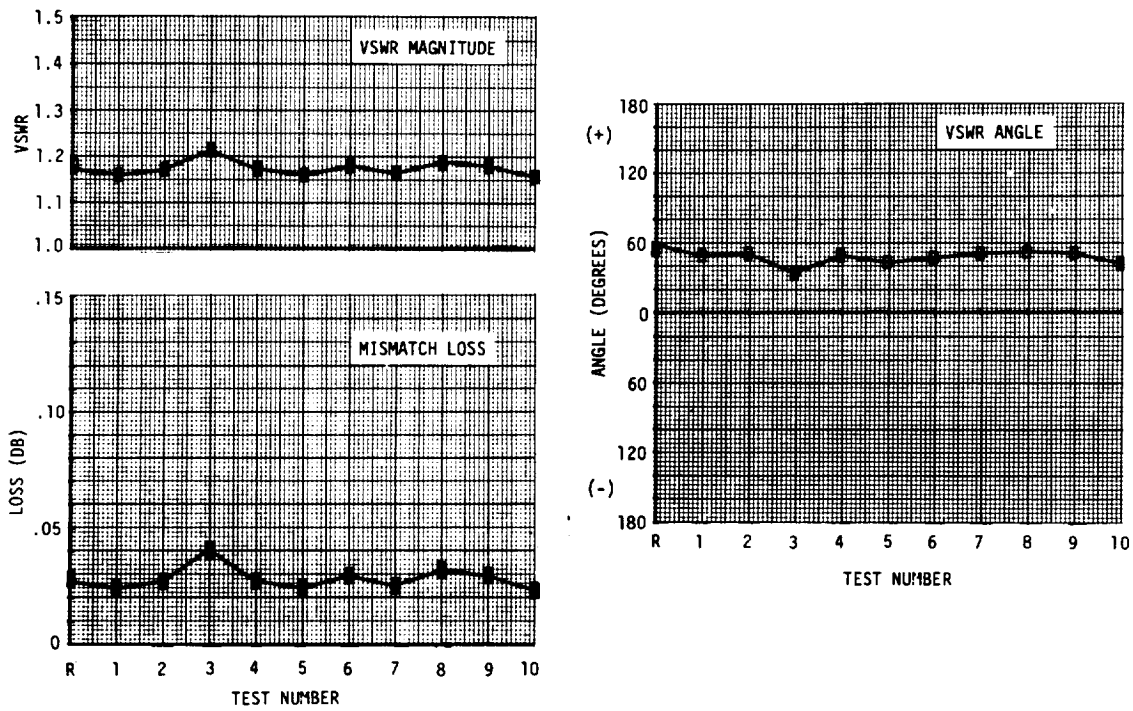 1.5
VSWR MAGNITUDE
1.4
1.3
VSWR
1.2
1.1
1.0
.15
MISMATCH LOSS
.10
LOSS (DB)
.05
0
R 1 2 3 4 5 6 7 8 9 10
TEST NUMBER
180
(+)
VSWR ANGLE
120
60
ANGLE (DEGREES)
0
60
120
(-)
180
R 1 2 3 4 5 6 7 8 9 10
TEST NUMBER